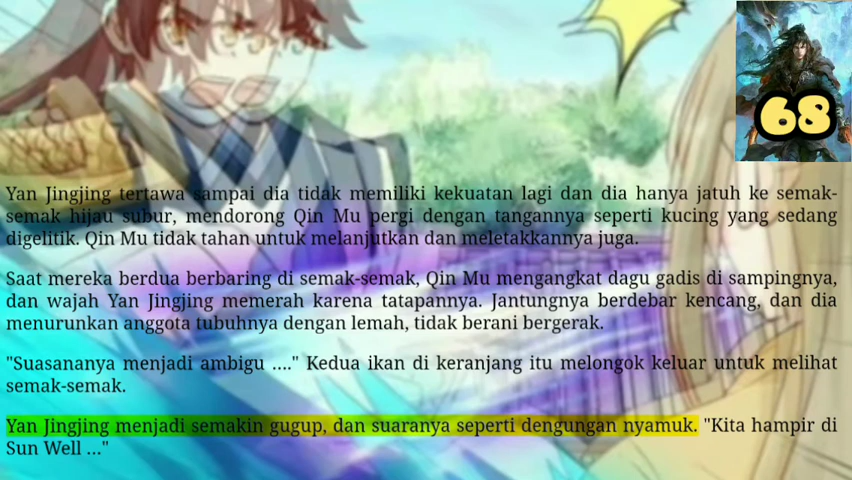 68
Yan Jingjing tertawa sampai dia tidak memiliki kekuatan lagi dan dia hanya jatuh ke semak-
semak hijau subur, mendorong Qin Mu pergi dengan tangannya seperti kucing yang sedang
digelitik. Qin Mu tidak tahan untuk melanjutkan dan meletakkannya juga.
Saat mereka berdua berbaring di semak-semak, Qin Mu mengangkat dagu gadis di sampingnya,
dan wajah Yan Jingjing memerah karena tatapannya. Jantungnya berdebar kencang, dan dia
menurunkan anggota tubuhnya dengan lemah, tidak berani bergerak.
"Suasananya menjadi ambigu ...." Kedua ikan di keranjang itu melongok keluar untuk melihat
semak-semak.
Yan Jingjing menjadi semakin gugup, dan suaranya seperti dengungan nyamuk. "Kita hampir di
Sun Well ..."